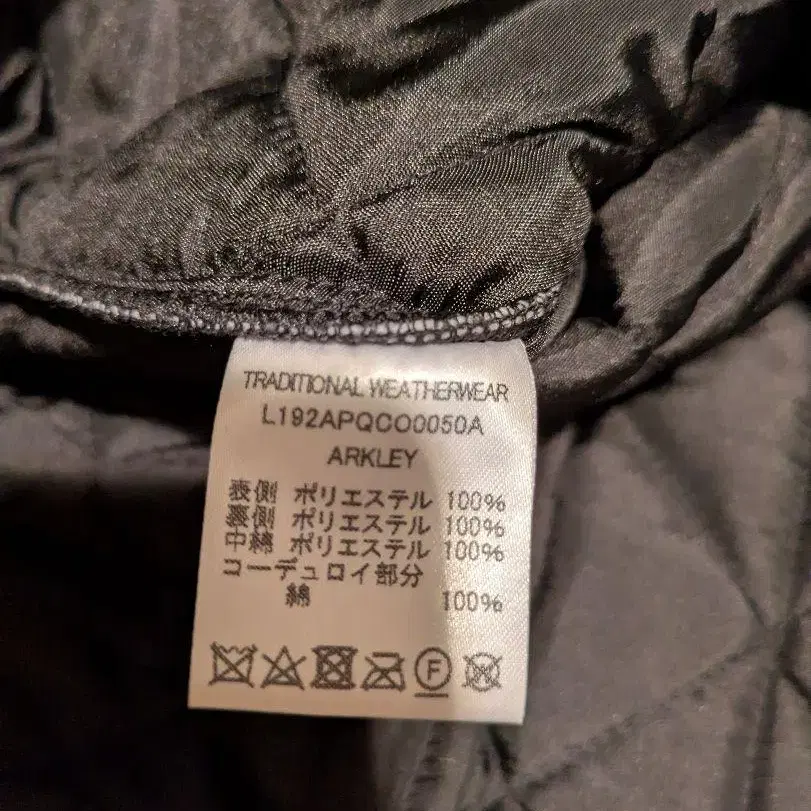 TRADITIONAL WEATHERWEAR
L192APQCO0050A
ARKLEY
表側 ポリエステル 100%
裏側 ポリエステル 100%
中綿 ポリエステル 100%
コーデュロイ部分
綿 100%
F W